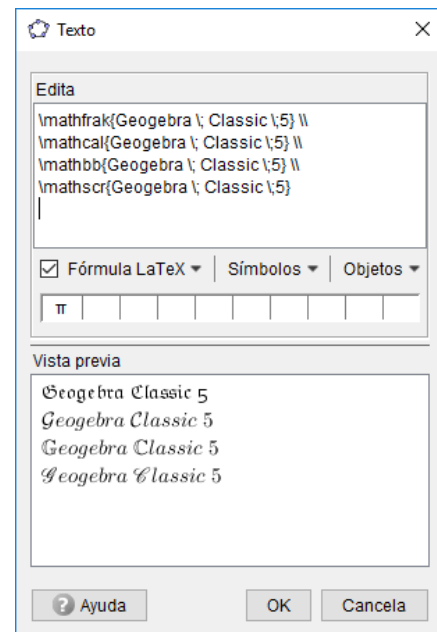 Texto
Edita
\mathfrak{Geogebra \; Classic \;5} \\
\mathcal{Geogebra \; Classic \;5} \\
\mathbb{Geogebra \; Classic \;5} \\
\mathscr{Geogebra \; Classic \;5}
Fórmula LaTeX Símbolos Objetos
π
Vista previa
Geogebra Classic 5
Geogebra Classic 5
Geogebra Classic 5
Geogebra Classic 5
? Ayuda OK Cancela